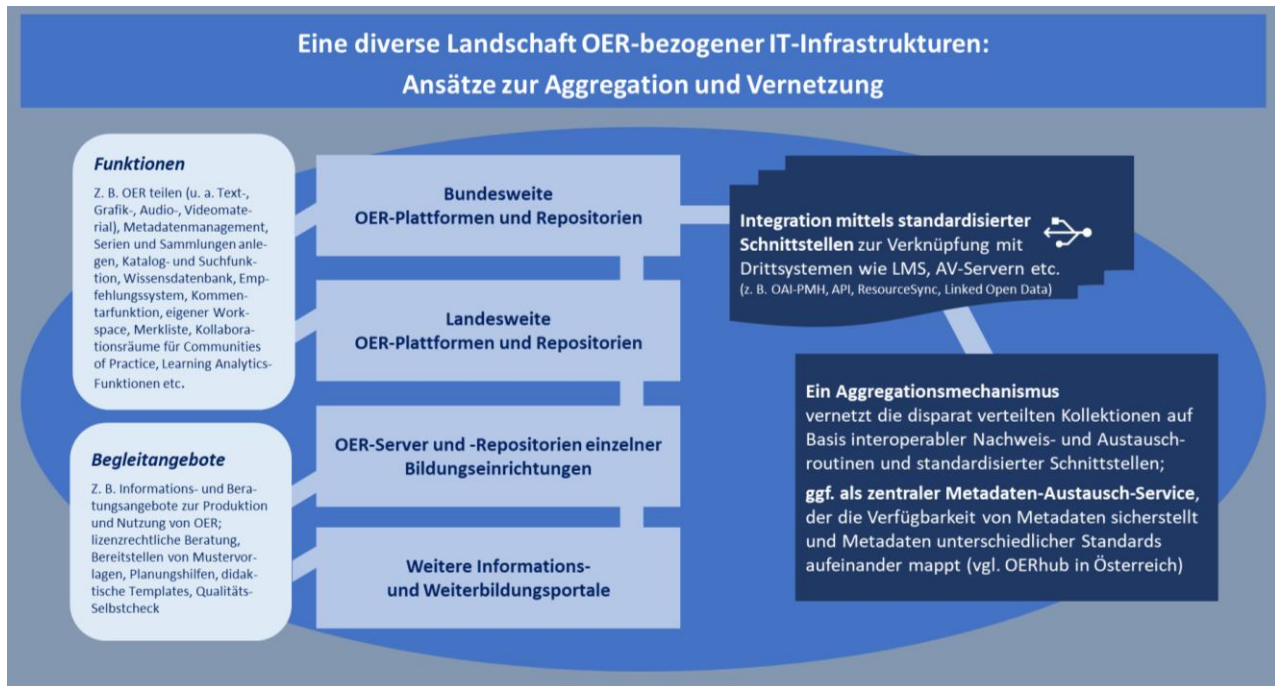 Eine diverse Landschaft OER-bezogener IT-Infrastrukturen:
Ansätze zur Aggregation und Vernetzung
Funktionen
Z. B. OER teilen (u. a. Text-,
Grafik-, Audio-, Videomate-
rial), Metadatenmanagement,
Serien und Sammlungen anle-
gen, Katalog- und Suchfunk-
tion, Wissensdatenbank, Emp-
fehlungssystem, Kommen-
tarfunktion, eigener Work-
space, Merkliste, Kollabora-
tionsräume für Communities
of Practice, Learning Analytics-
Funktionen etc.
Begleitangebote
Z. B. Informations- und Bera-
tungsangebote zur Produktion
und Nutzung von OER;
lizenzrechtliche Beratung,
Bereitstellen von Mustervor-
lagen, Planungshilfen, didak-
tische Templates, Qualitäts-
Selbstcheck
Bundesweite
OER-Plattformen und Repositorien
Landesweite
OER-Plattformen und Repositorien
OER-Server und -Repositorien einzelner
Bildungseinrichtungen
Weitere Informations-
und Weiterbildungsportale
Integration mittels standardisierter
Schnittstellen zur Verknüpfung mit
Drittsystemen wie LMS, AV-Servern etc.
(z. B. OAI-PMH, API, ResourceSync, Linked Open Data)
Ein Aggregationsmechanismus
vernetzt die disparat verteilten Kollektionen auf
Basis interoperabler Nachweis- und Austausch-
routinen und standardisierter Schnittstellen;
ggf. als zentraler Metadaten-Austausch-Service,
der die Verfügbarkeit von Metadaten sicherstellt
und Metadaten unterschiedlicher Standards
aufeinander mappt (vgl. OERhub in Österreich)